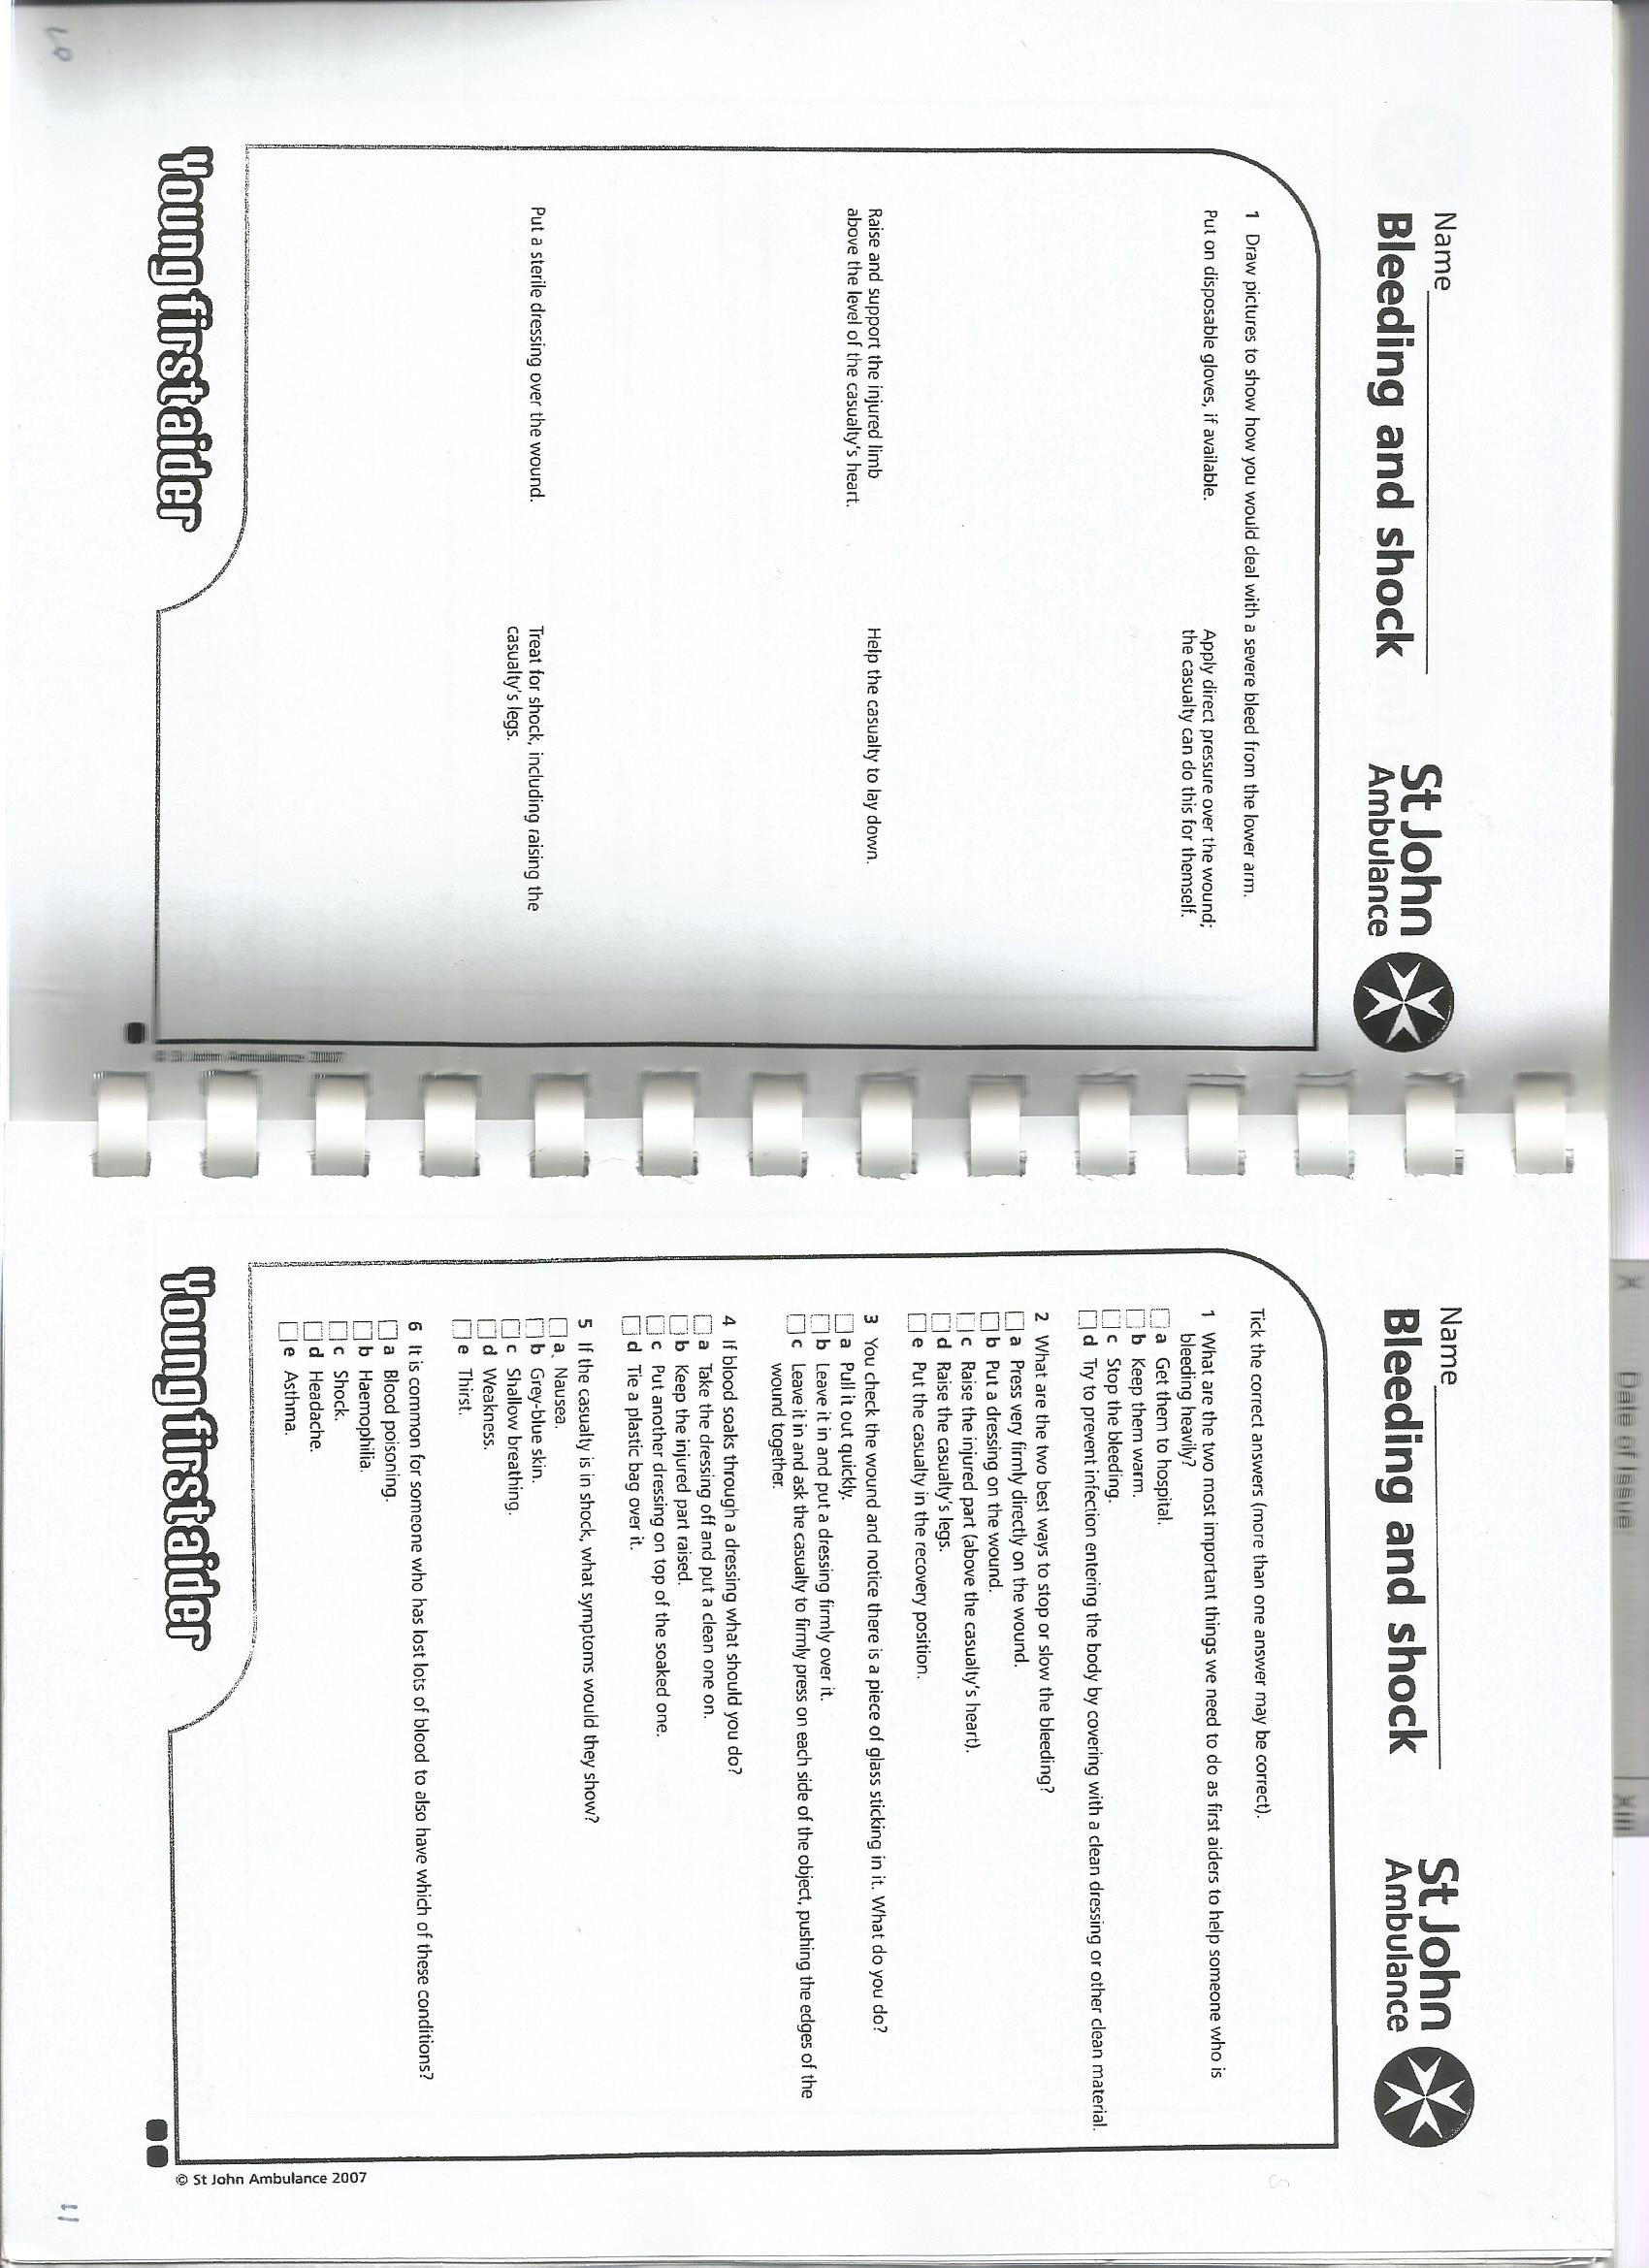 Name
Bleeding and shock
St John
Ambulance
1 Draw pictures to show how you would deal with a severe bleed from the lower arm.
Put on disposable gloves, if available.
Apply direct pressure over the wound;
the casualty can do this for themself.
Raise and support the injured limb
above the level of the casualty's heart.
Help the casualty to lay down.
Put a sterile dressing over the wound.
Treat for shock, including raising the
casualty's legs.
Young first aider
© St John Ambulance 2007
Name
Bleeding and shock
St John
Ambulance
Tick the correct answers (more than one answer may be correct).
1 What are the two most important things we need to do as first aiders to help someone who is
bleeding heavily?
a Get them to hospital.
b Keep them warm.
c Stop the bleeding.
d Try to prevent infection entering the body by covering with a clean dressing or other clean material.
2 What are the two best ways to stop or slow the bleeding?
a Press very firmly directly on the wound.
b Put a dressing on the wound.
c Raise the injured part (above the casualty's heart).
d Raise the casualty's legs.
e Put the casualty in the recovery position.
3 You check the wound and notice there is a piece of glass sticking in it. What do you do?
a Pull it out quickly.
b Leave it in and put a dressing firmly over it.
c Leave it in and ask the casualty to firmly press on each side of the object, pushing the edges of the
wound together.
4 If blood soaks through a dressing what should you do?
a Take the dressing off and put a clean one on.
b Keep the injured part raised.
c Put another dressing on top of the soaked one.
d Tie a plastic bag over it.
5 If the casualty is in shock, what symptoms would they show?
a Nausea.
b Grey-blue skin.
c Shallow breathing.
d Weakness.
e Thirst.
6 It is common for someone who has lost lots of blood to also have which of these conditions?
a Blood poisoning.
b Haemophilia.
c Shock.
d Headache.
e Asthma.
Young first aider
© St John Ambulance 2007
11
Date of Issue
X
XIII